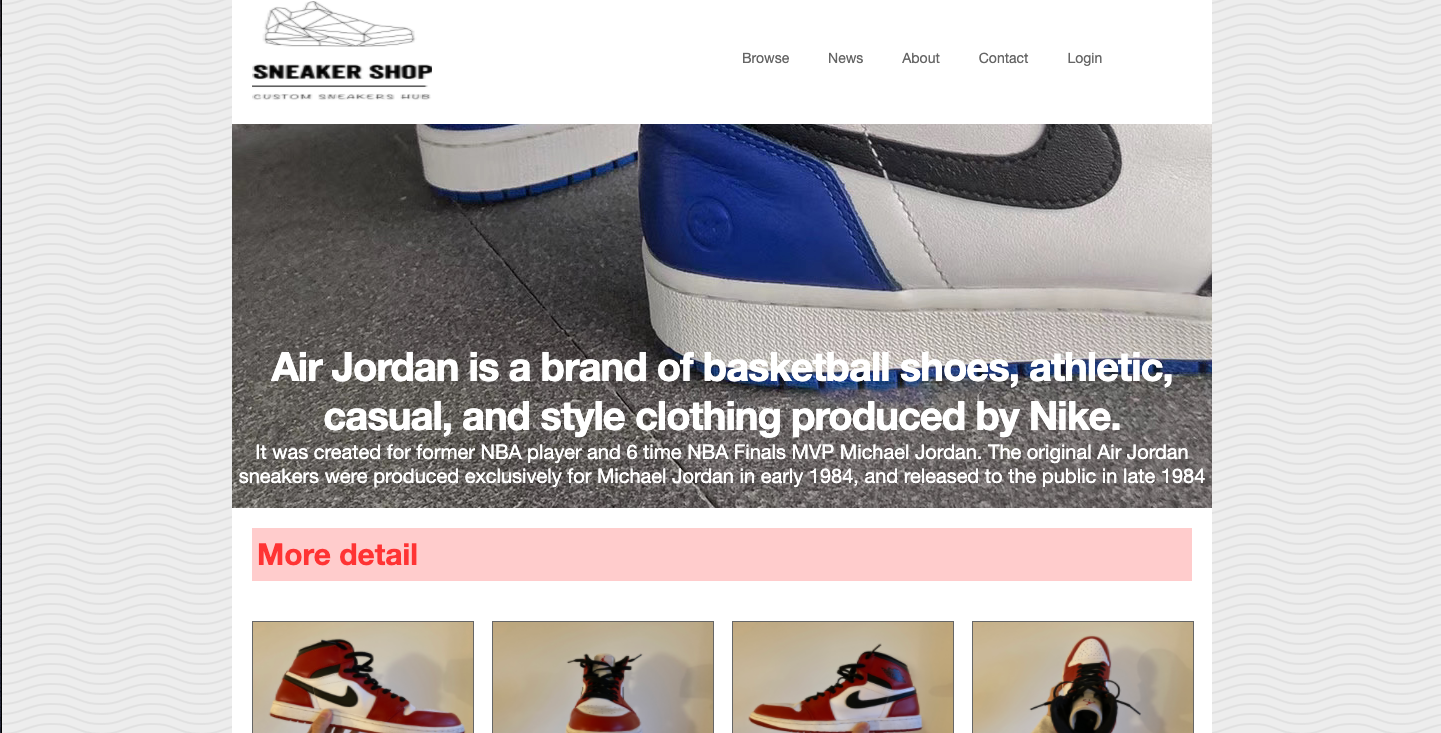 SNEAKER SHOP
CUSTOM SNEAKERS HUB
Browse News About Contact Login
Air Jordan is a brand of basketball shoes, athletic,
casual, and style clothing produced by Nike.
It was created for former NBA player and 6 time NBA Finals MVP Michael Jordan. The original Air Jordan
sneakers were produced exclusively for Michael Jordan in early 1984, and released to the public in late 1984
More detail